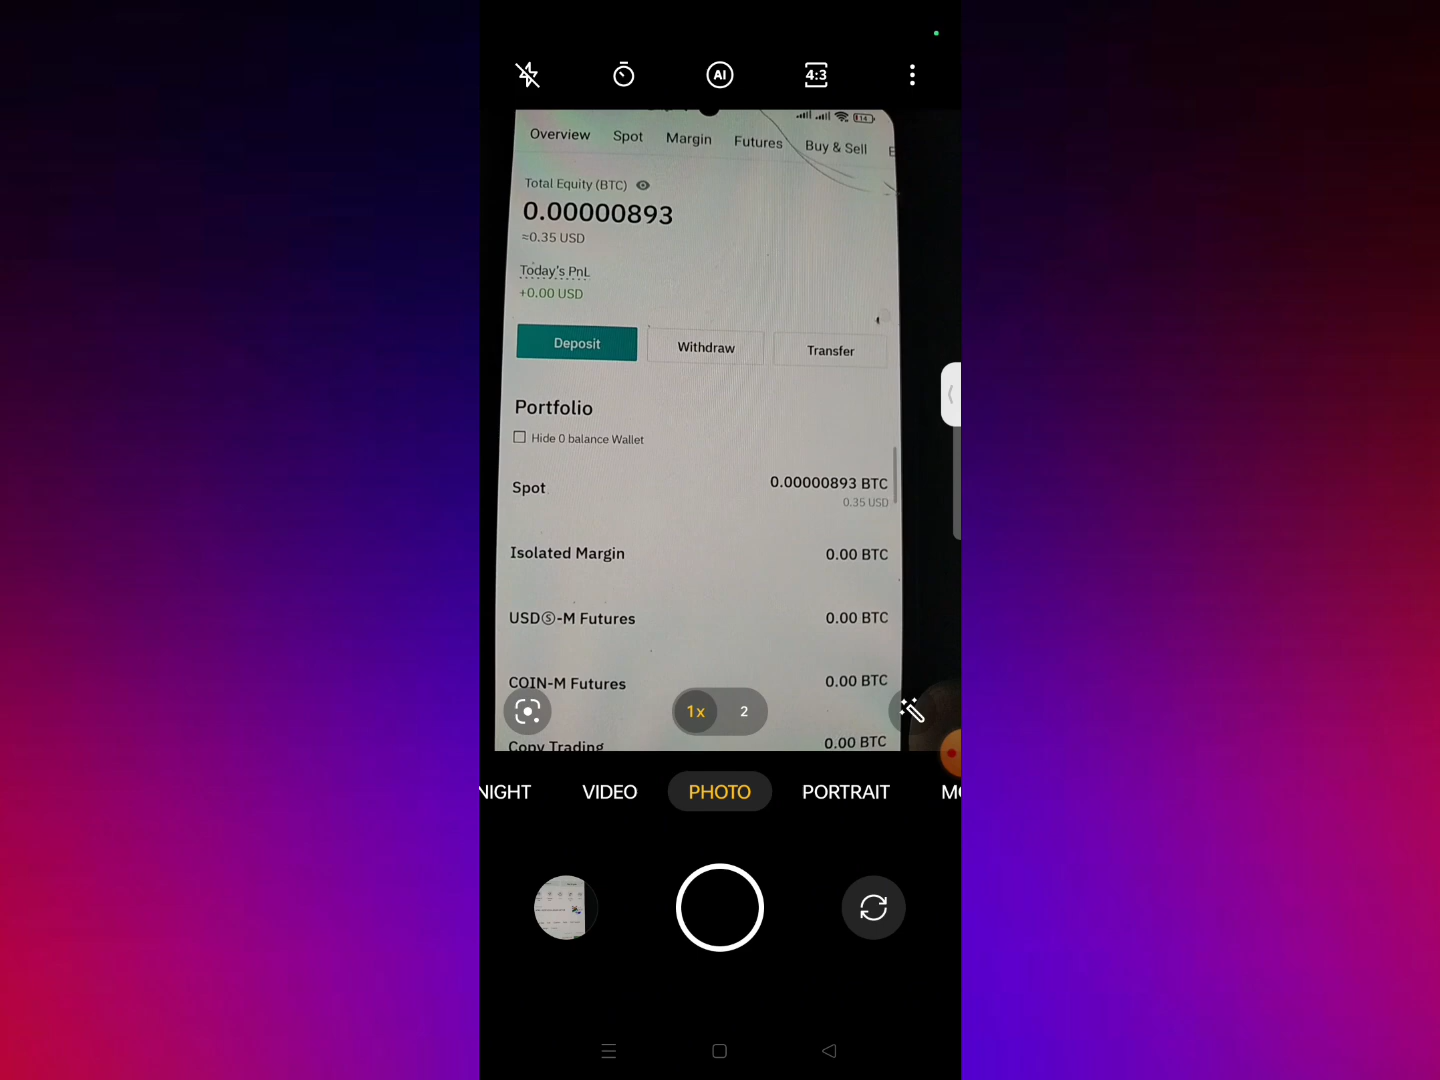 AI
4:3
14
Overview Spot Margin Futures Buy & Sell E
Total Equity (BTC)
0.00000893
≈0.35 USD
Today's PnL
+0.00 USD
Deposit Withdraw Transfer
Portfolio
Hide 0 balance Wallet
Spot 0.00000893 BTC
0.35 USD
Isolated Margin 0.00 BTC
USDⓈ-M Futures 0.00 BTC
COIN-M Futures 0.00 BTC
1x 2
Copy Trading 0.00 BTC
NIGHT VIDEO PHOTO PORTRAIT MO